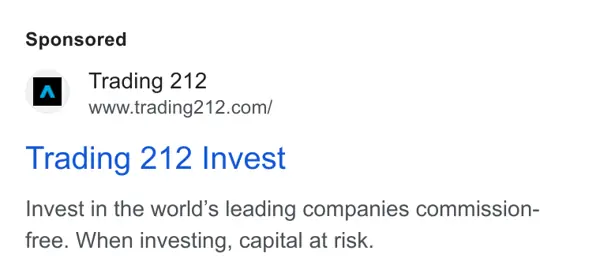 Sponsored
Trading 212
www.trading212.com/
Trading 212 Invest
Invest in the world’s leading companies commission-
free. When investing, capital at risk.